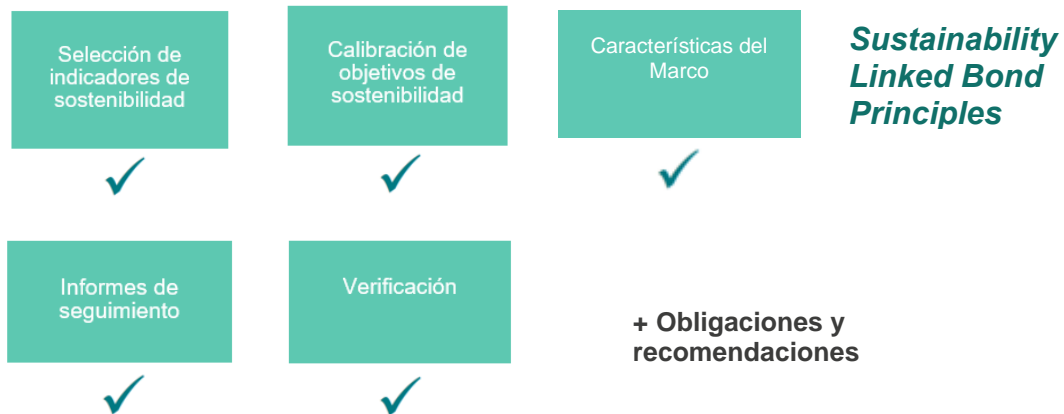 Selección de
indicadores de
sostenibilidad
Calibración de
objetivos de
sostenibilidad
Características del
Marco
Sustainability
Linked Bond
Principles
Informes de
seguimiento
Verificación
+ Obligaciones y
recomendaciones